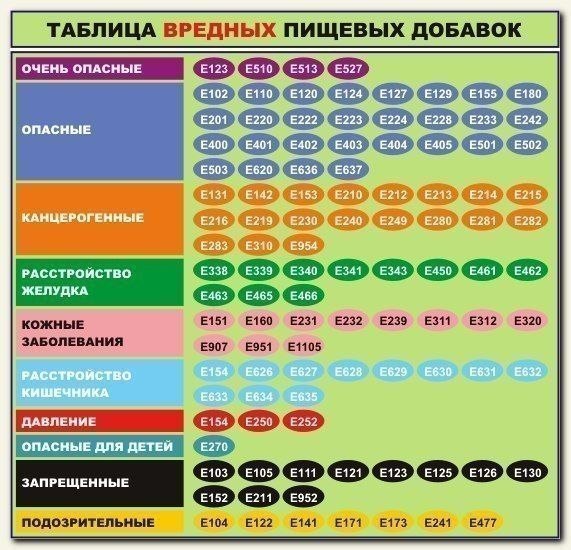 ТАБЛИЦА ВРЕДНЫХ ПИЩЕВЫХ ДОБАВОК
ОЧЕНЬ ОПАСНЫЕ E123 E510 E513 E527
E102 E110 E120 E124 E127 E129 E155 E180
ОПАСНЫЕ E201 E220 E222 E223 E224 E228 E233 E242
E400 E401 E402 E403 E404 E405 E501 E502
E503 E620 E636 E637
E131 E142 E153 E210 E212 E213 E214 E215
КАНЦЕРОГЕННЫЕ E216 E219 E230 E240 E249 E280 E281 E282
E283 E310 E954
РАССТРОЙСТВО E338 E339 E340 E341 E343 E450 E461 E462
ЖЕЛУДКА E463 E465 E466
КОЖНЫЕ E151 E160 E231 E232 E239 E311 E312 E320
ЗАБОЛЕВАНИЯ E907 E951 E1105
РАССТРОЙСТВО E154 E626 E627 E628 E629 E630 E631 E632
КИШЕЧНИКА E633 E634 E635
ДАВЛЕНИЕ E154 E250 E252
ОПАСНЫЕ ДЛЯ ДЕТЕЙ E270
ЗАПРЕЩЕННЫЕ E103 E105 E111 E121 E123 E125 E126 E130
E152 E211 E952
ПОДОЗРИТЕЛЬНЫЕ E104 E122 E141 E171 E173 E241 E477